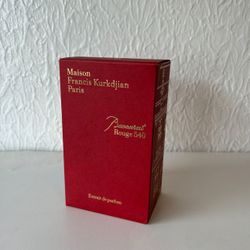 Maison
Francis Kurkdjian
Paris
Baccarat
Rouge 540
Extrait de parfum